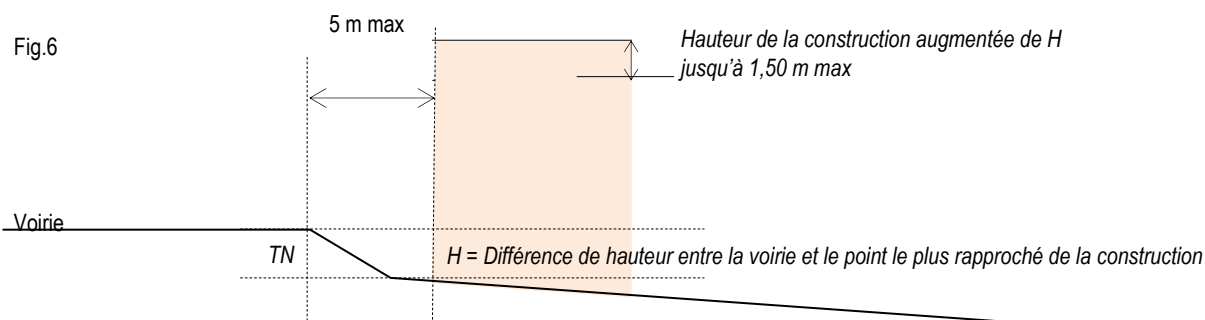 Fig.6
5 m max
Hauteur de la construction augmentée de H
jusqu'à 1,50 m max
Voirie
TN
H = Différence de hauteur entre la voirie et le point le plus rapproché de la construction